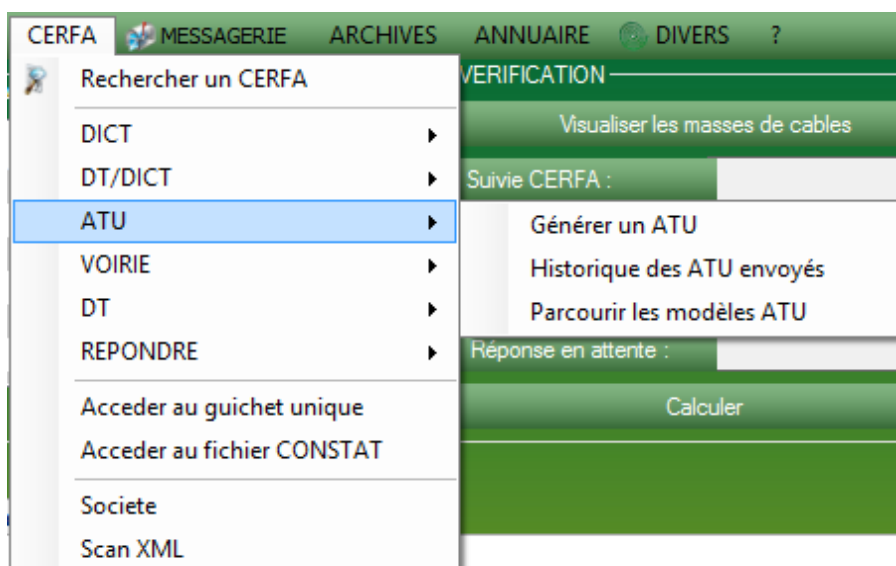 CERFA MESSAGERIE ARCHIVES ANNUAIRE DIVERS ?
Rechercher un CERFA
DICT
DT/DICT
ATU
VOIRIE
DT
REPONDRE
Acceder au guichet unique
Acceder au fichier CONSTAT
Societe
Scan XML
VERIFICATION
Visualiser les masses de cables
Suivie CERFA :
Générer un ATU
Historique des ATU envoyés
Parcourir les modèles ATU
Réponse en attente :
Calculer